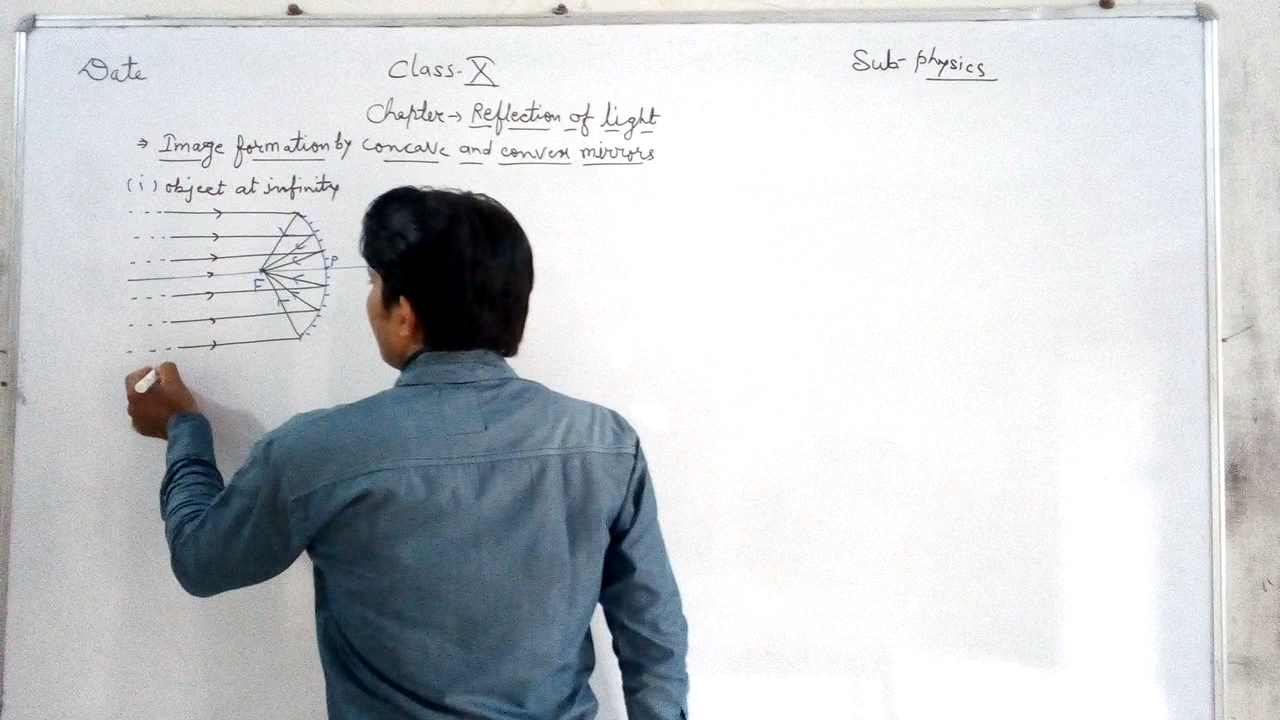 Date
Class-X
Sub-physics
Chapter→ Reflection of light
→ Image formation by concave and convex mirrors
(i) object at infinity
P
F